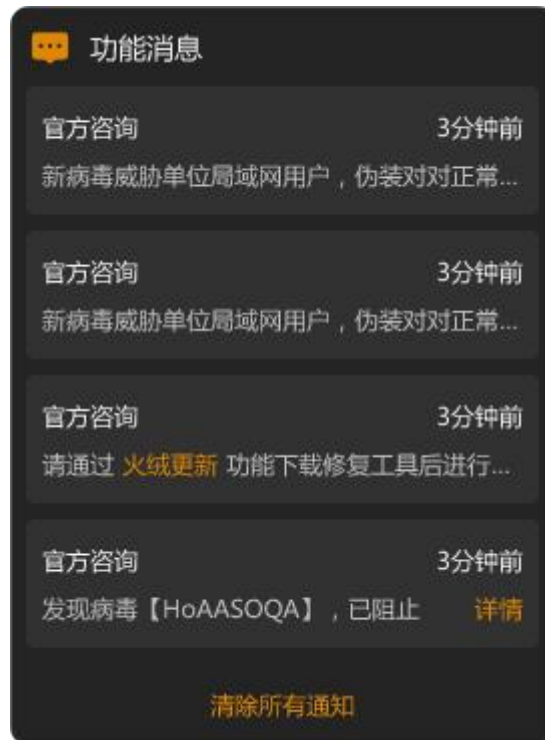 功能消息
官方咨询 3分钟前
新病毒威胁单位局域网用户，伪装对对正常...
官方咨询 3分钟前
新病毒威胁单位局域网用户，伪装对对正常...
官方咨询 3分钟前
请通过 火绒更新 功能下载修复工具后进行...
官方咨询 3分钟前
发现病毒【HoAASOQA】，已阻止 详情
清除所有通知